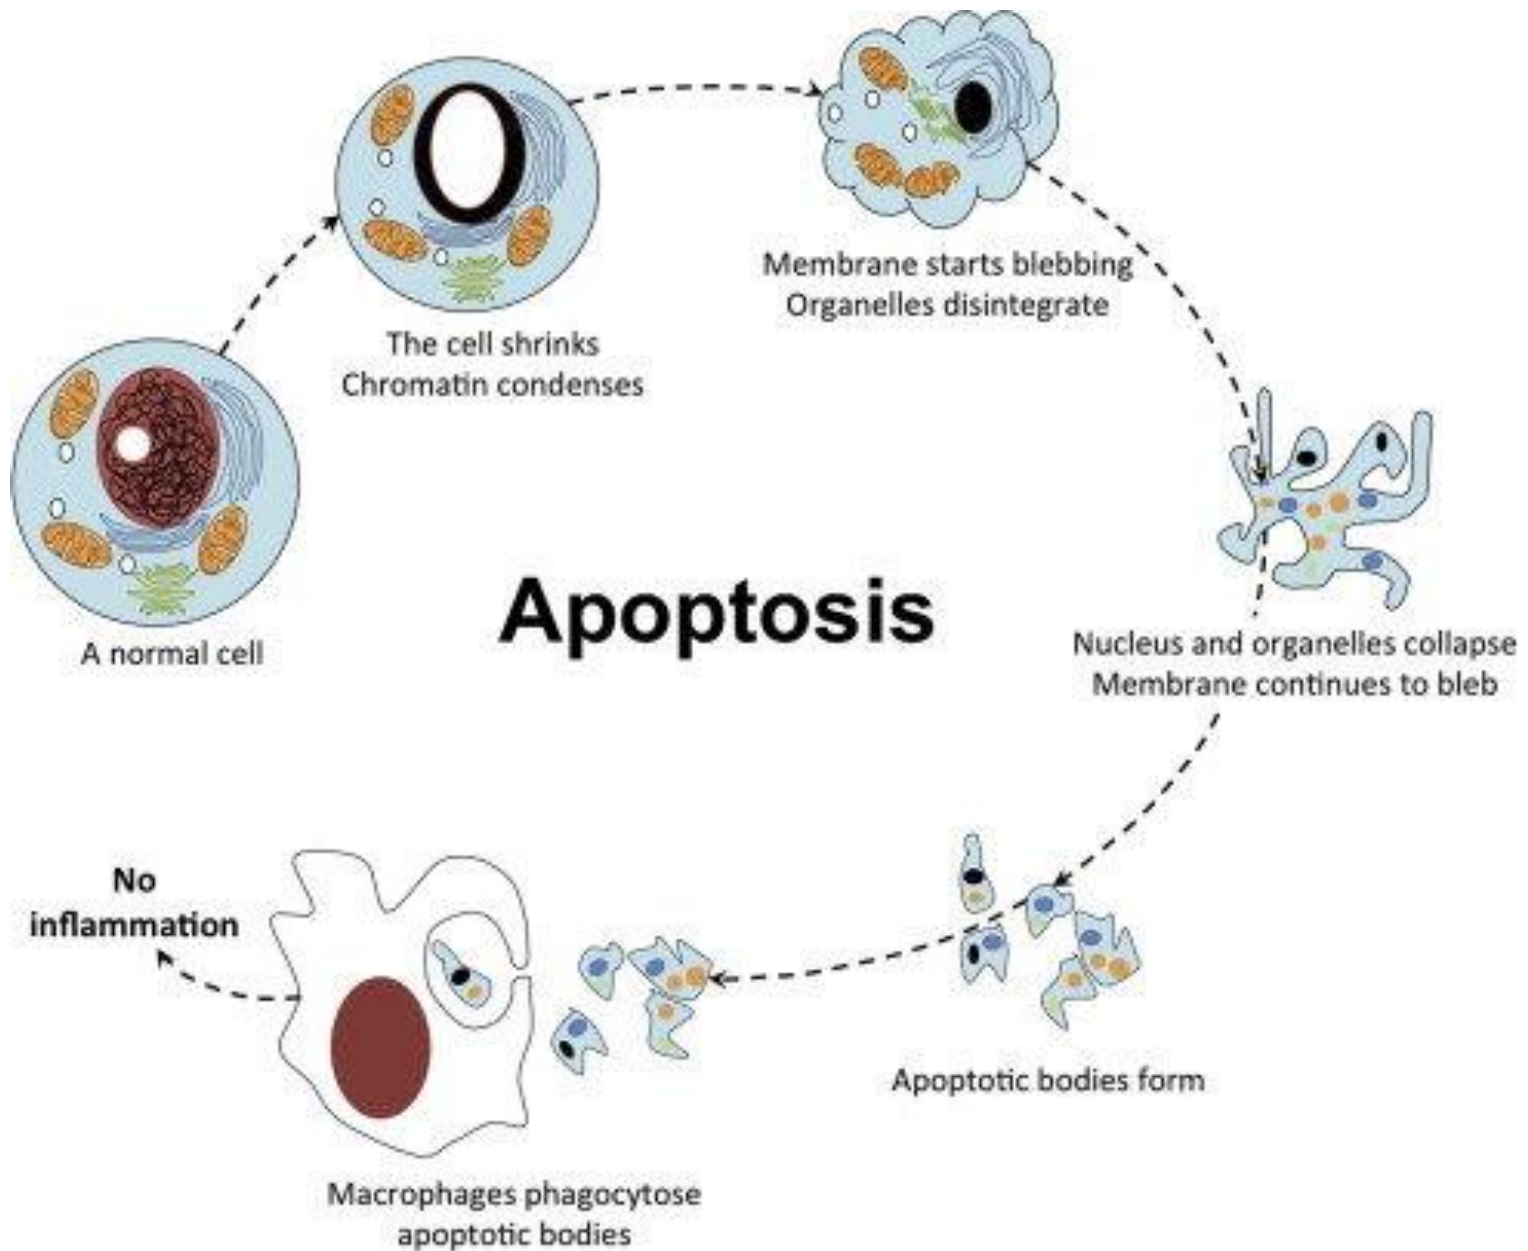 A normal cell
The cell shrinks
Chromatin condenses
Membrane starts blebbing
Organelles disintegrate
Nucleus and organelles collapse
Membrane continues to bleb
Apoptosis
Apoptotic bodies form
Macrophages phagocytose
apoptotic bodies
No
inflammation